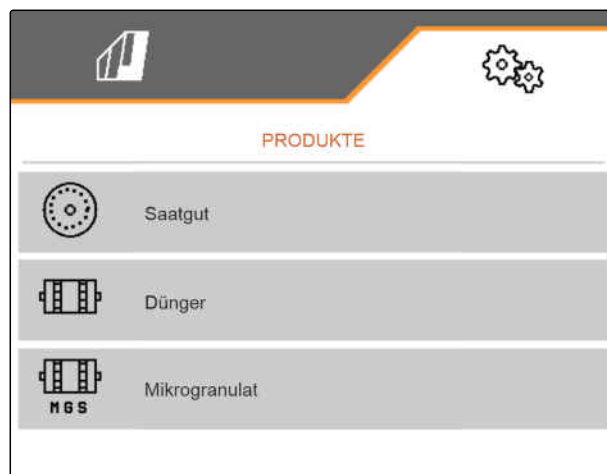 PRODUKTE
Saatgut
Dünger
Mikrogranulat
MGS